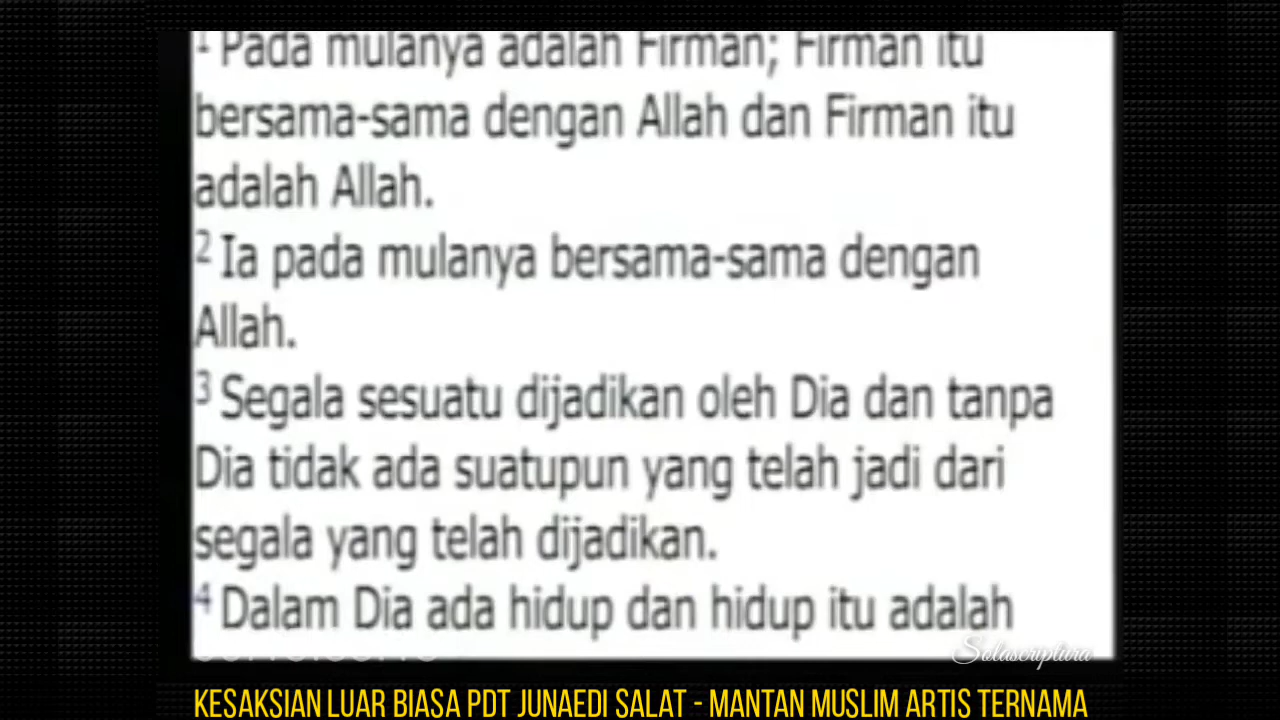 1 Pada mulanya adalah Firman; Firman itu
bersama-sama dengan Allah dan Firman itu
adalah Allah.
2 Ia pada mulanya bersama-sama dengan
Allah.
3 Segala sesuatu dijadikan oleh Dia dan tanpa
Dia tidak ada suatupun yang telah jadi dari
segala yang telah dijadikan.
4 Dalam Dia ada hidup dan hidup itu adalah
Solascriptura
KESAKSIAN LUAR BIASA PDT JUNAEDI SALAT - MANTAN MUSLIM ARTIS TERNAMA